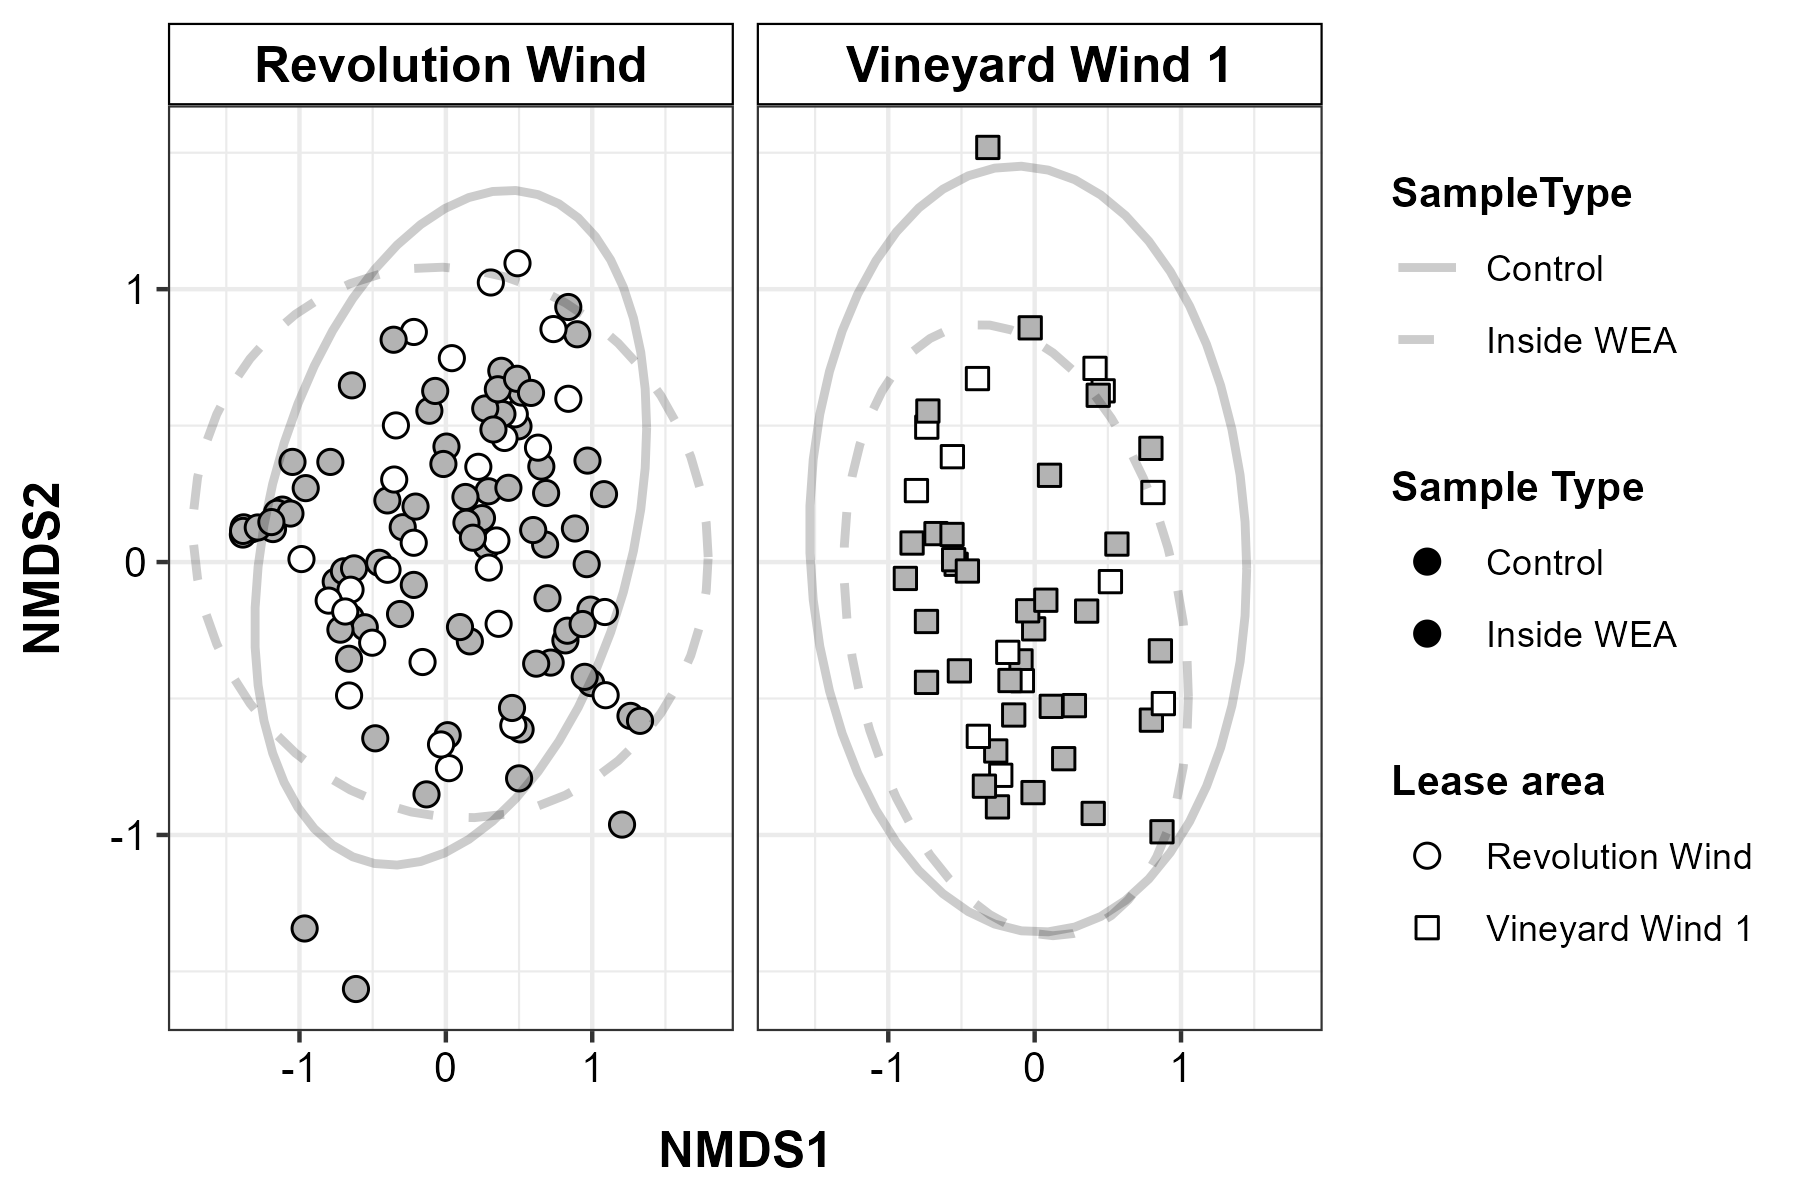 Revolution Wind
Vineyard Wind 1
NMDS2
1
0
-1
-1
0
1
-1
0
1
NMDS1
SampleType
Control
Inside WEA
Sample Type
Control
Inside WEA
Lease area
Revolution Wind
Vineyard Wind 1